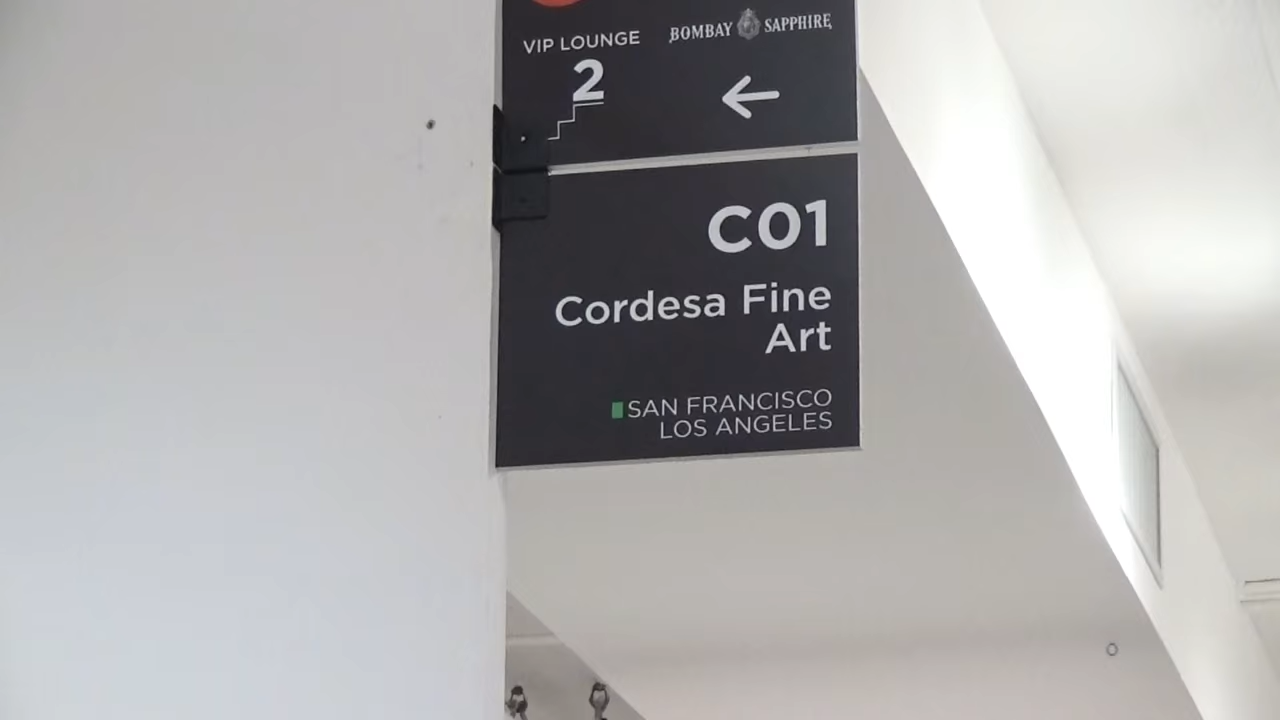 VIP LOUNGE
BOMBAY SAPPHIRE
2
←
C01
Cordesa Fine
Art
SAN FRANCISCO
LOS ANGELES